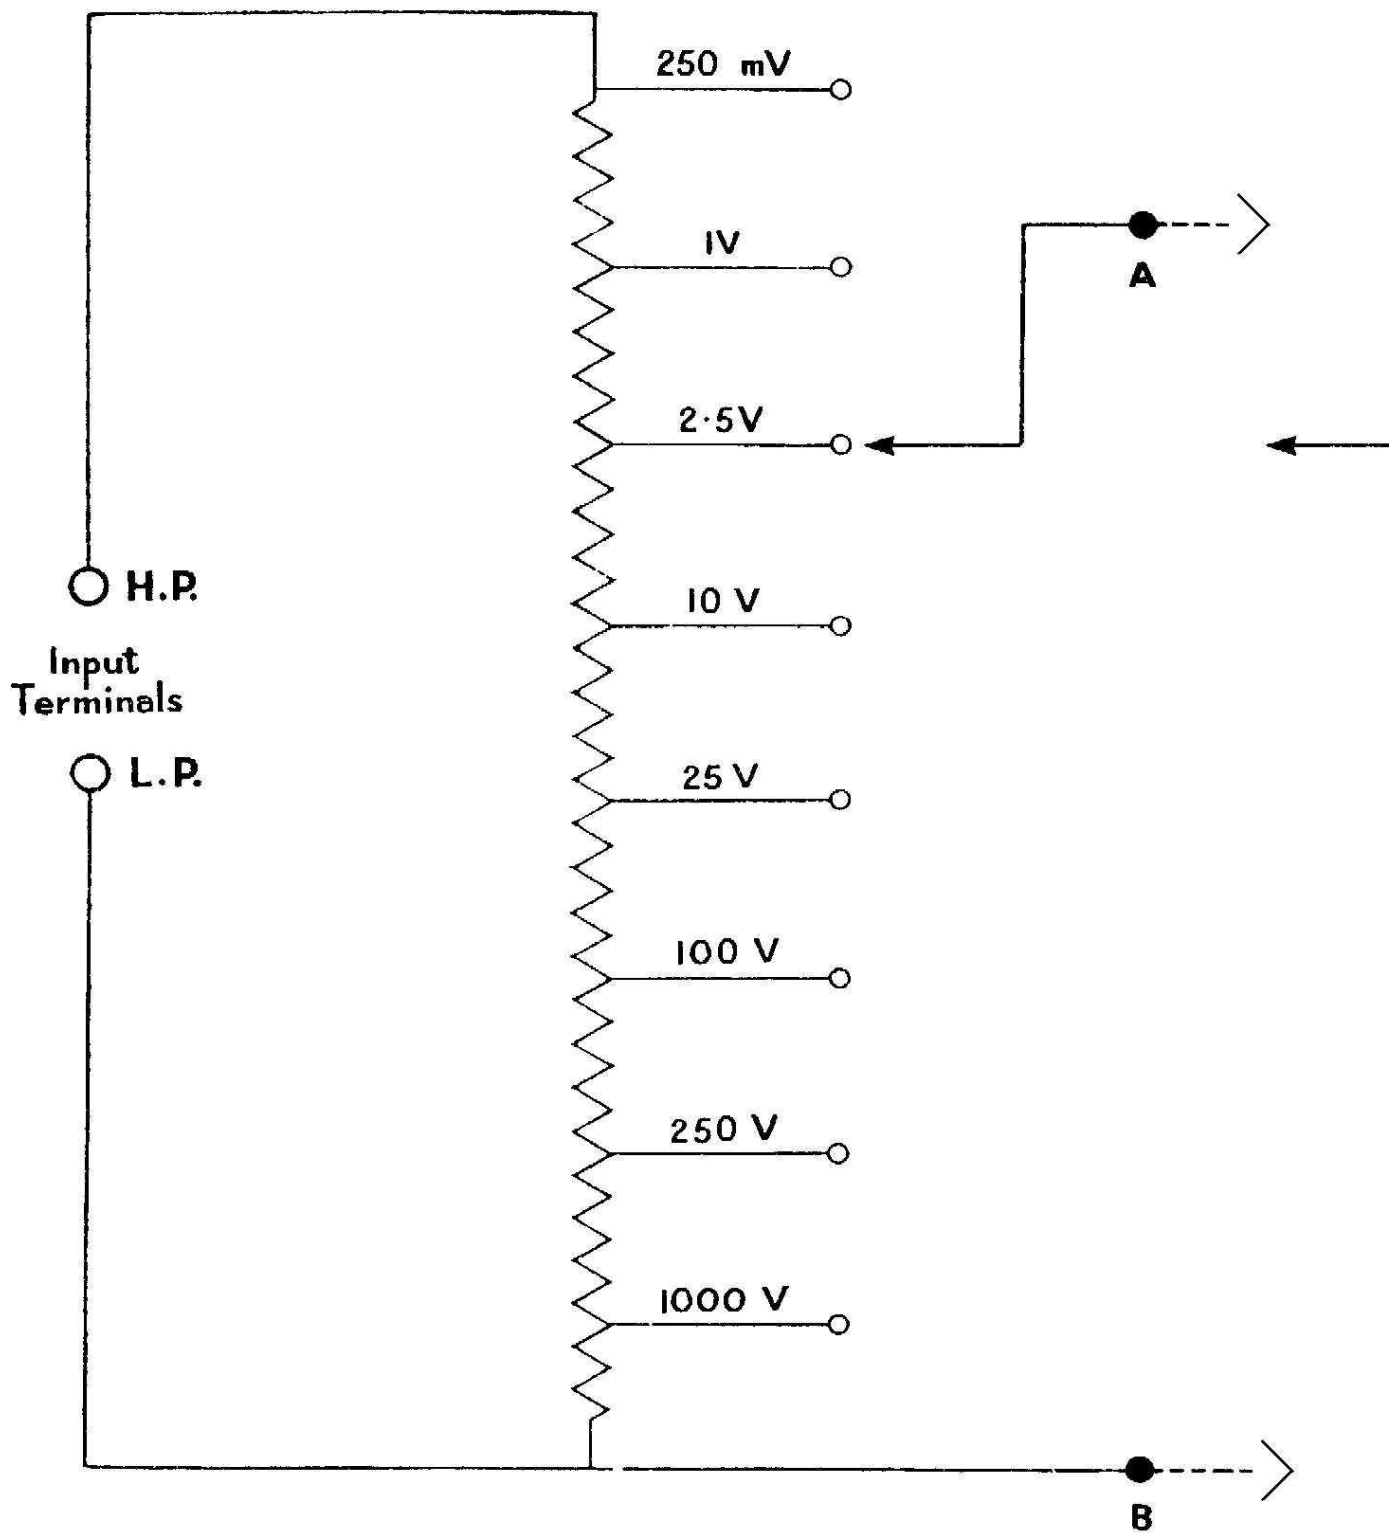 250 mV
1V
A
2·5V
H.P.
10 V
Input
Terminals
L.P.
25 V
100 V
250 V
1000 V
B